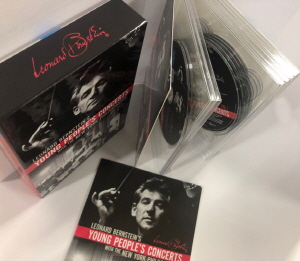 Leonard Bernstein
LEONARD BERNSTEIN'S
YOUNG PEOPLE'S CONCERTS
LEONARD BERNSTEIN'S
YOUNG PEOPLE'S CONCERTS
WITH THE NEW YORK